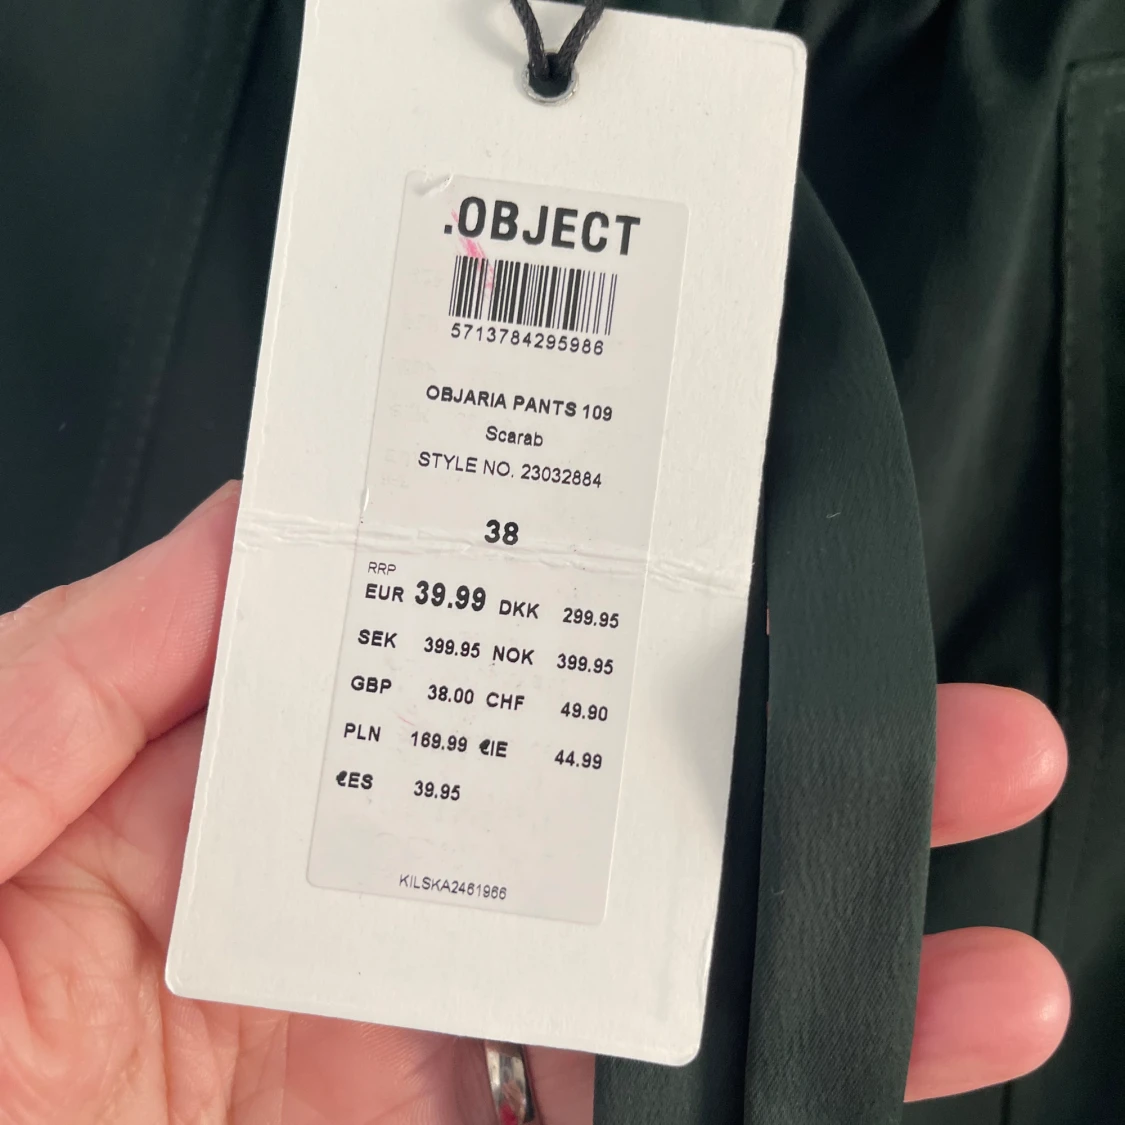 .OBJECT
5713784295986
OBJARIA PANTS 109
Scarab
STYLE NO. 23032884
38
RRP
EUR 39.99 DKK 299.95
SEK 399.95 NOK 399.95
GBP 38.00 CHF 49.90
PLN 169.99 €IE 44.99
€ES 39.95
KILSKA2461966